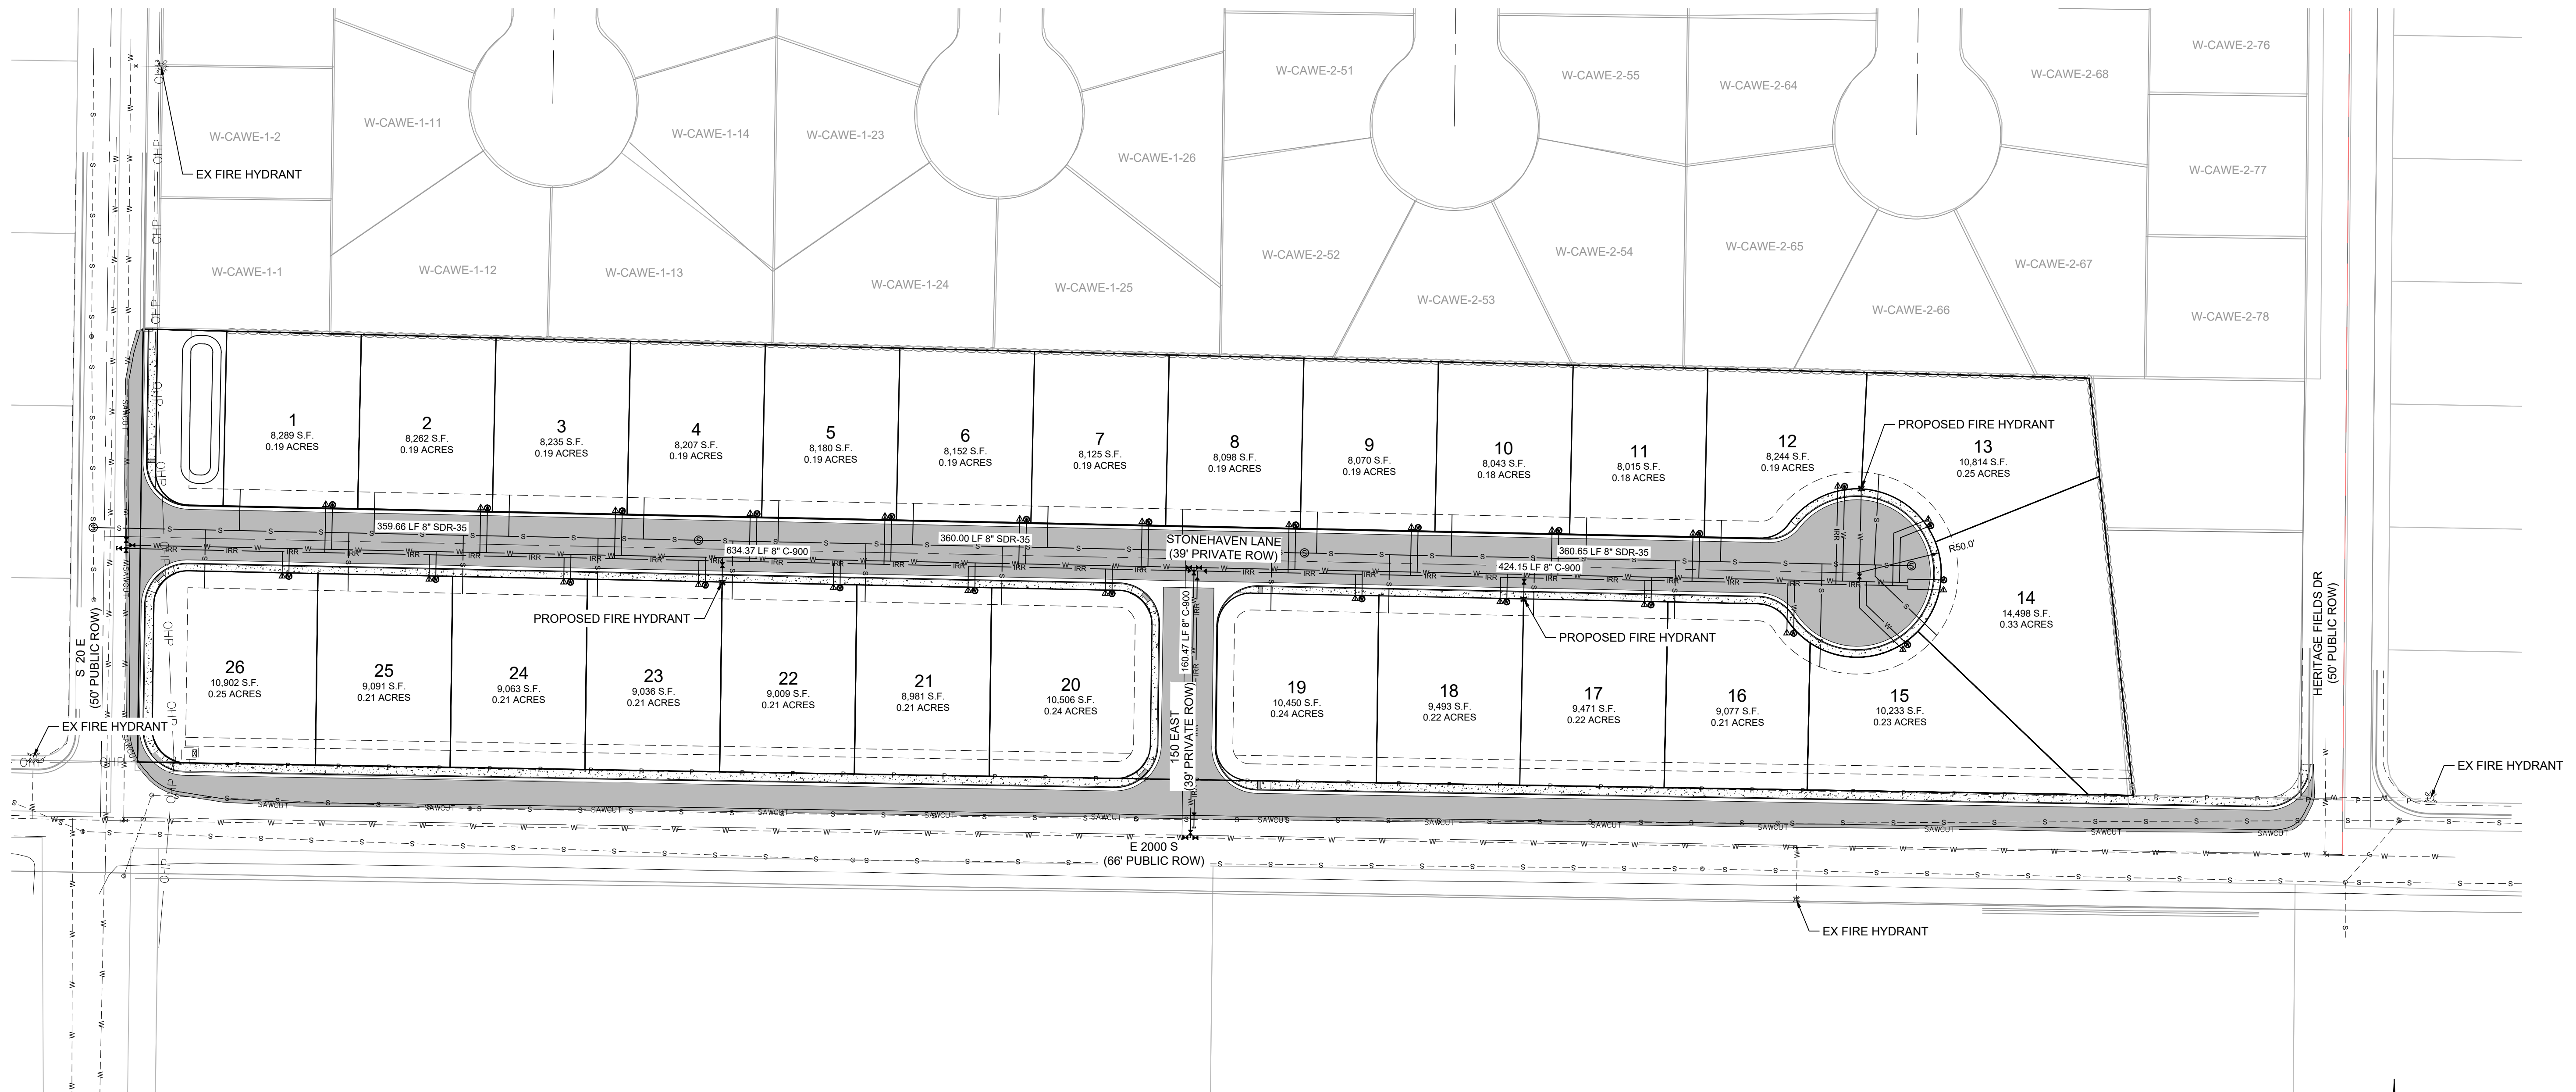 W-CAWE-2-76
W-CAWE-2-51
W-CAWE-2-55
W-CAWE-2-64
W-CAWE-2-68
W-CAWE-1-2
W-CAWE-1-11
W-CAWE-1-14
W-CAWE-1-23
W-CAWE-1-26
W-CAWE-2-77
EX FIRE HYDRANT
W-CAWE-1-1
W-CAWE-1-12
W-CAWE-1-13
W-CAWE-1-24
W-CAWE-1-25
W-CAWE-2-52
W-CAWE-2-53
W-CAWE-2-54
W-CAWE-2-65
W-CAWE-2-66
W-CAWE-2-67
W-CAWE-2-78
1
8,289 S.F.
0.19 ACRES
2
8,262 S.F.
0.19 ACRES
3
8,235 S.F.
0.19 ACRES
4
8,207 S.F.
0.19 ACRES
5
8,180 S.F.
0.19 ACRES
6
8,152 S.F.
0.19 ACRES
7
8,125 S.F.
0.19 ACRES
8
8,098 S.F.
0.19 ACRES
9
8,070 S.F.
0.19 ACRES
10
8,043 S.F.
0.18 ACRES
11
8,015 S.F.
0.18 ACRES
12
8,244 S.F.
0.19 ACRES
PROPOSED FIRE HYDRANT
13
10,814 S.F.
0.25 ACRES
359.66 LF 8" SDR-35
634.37 LF 8" C-900
360.00 LF 8" SDR-35
STONEHAVEN LANE
(39' PRIVATE ROW)
360.65 LF 8" SDR-35
424.15 LF 8" C-900
R50.0'
14
14,498 S.F.
0.33 ACRES
PROPOSED FIRE HYDRANT
PROPOSED FIRE HYDRANT
160.47 LF 8" C-900
150 EAST
(39' PRIVATE ROW)
S 20 E
(50' PUBLIC ROW)
HERITAGE FIELDS DR
(50' PUBLIC ROW)
26
10,902 S.F.
0.25 ACRES
25
9,091 S.F.
0.21 ACRES
24
9,063 S.F.
0.21 ACRES
23
9,036 S.F.
0.21 ACRES
22
9,009 S.F.
0.21 ACRES
21
8,981 S.F.
0.21 ACRES
20
10,506 S.F.
0.24 ACRES
19
10,450 S.F.
0.24 ACRES
18
9,493 S.F.
0.22 ACRES
17
9,471 S.F.
0.22 ACRES
16
9,077 S.F.
0.21 ACRES
15
10,233 S.F.
0.23 ACRES
EX FIRE HYDRANT
EX FIRE HYDRANT
SAWCUT
SAWCUT
SAWCUT
SAWCUT
SAWCUT
SAWCUT
SAWCUT
SAWCUT
SAWCUT
SAWCUT
SAWCUT
SAWCUT
SAWCUT
E 2000 S
(66' PUBLIC ROW)
EX FIRE HYDRANT